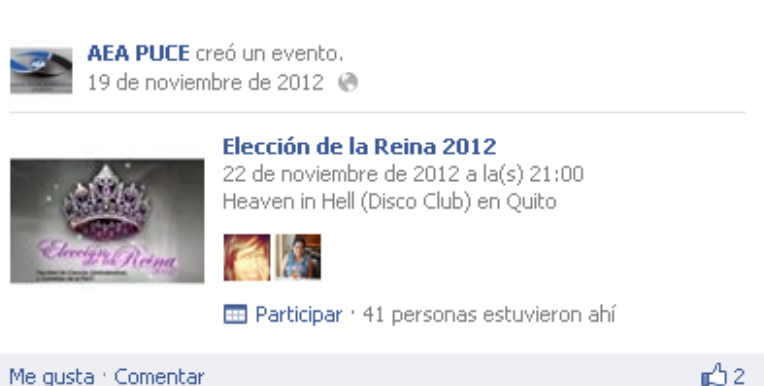 AEA PUCE creó un evento.
19 de noviembre de 2012
Elección de la Reina 2012
22 de noviembre de 2012 a la(s) 21:00
Heaven in Hell (Disco Club) en Quito
Elección
de la Reina
Participar · 41 personas estuvieron ahí
Me gusta · Comentar
2